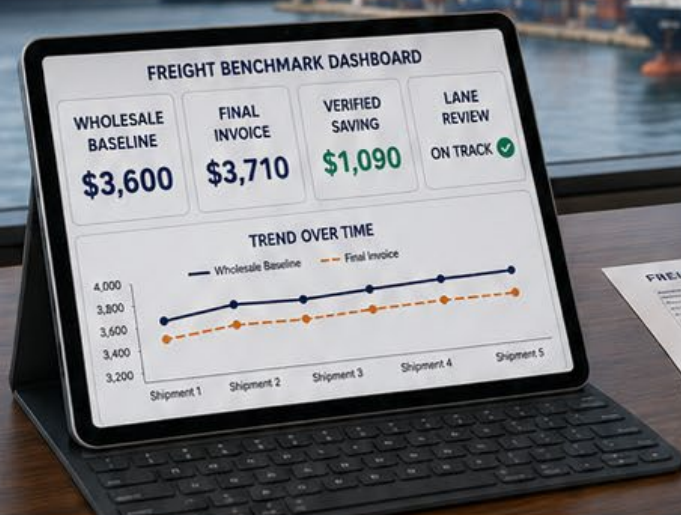 FREIGHT BENCHMARK DASHBOARD
WHOLESALE
BASELINE
$3,600
FINAL
INVOICE
$3,710
VERIFIED
SAVING
$1,090
LANE
REVIEW
ON TRACK
TREND OVER TIME
Wholesale Baseline
Final Invoice
4,000
3,800
3,600
3,400
3,200
Shipment 1
Shipment 2
Shipment 3
Shipment 4
Shipment 5